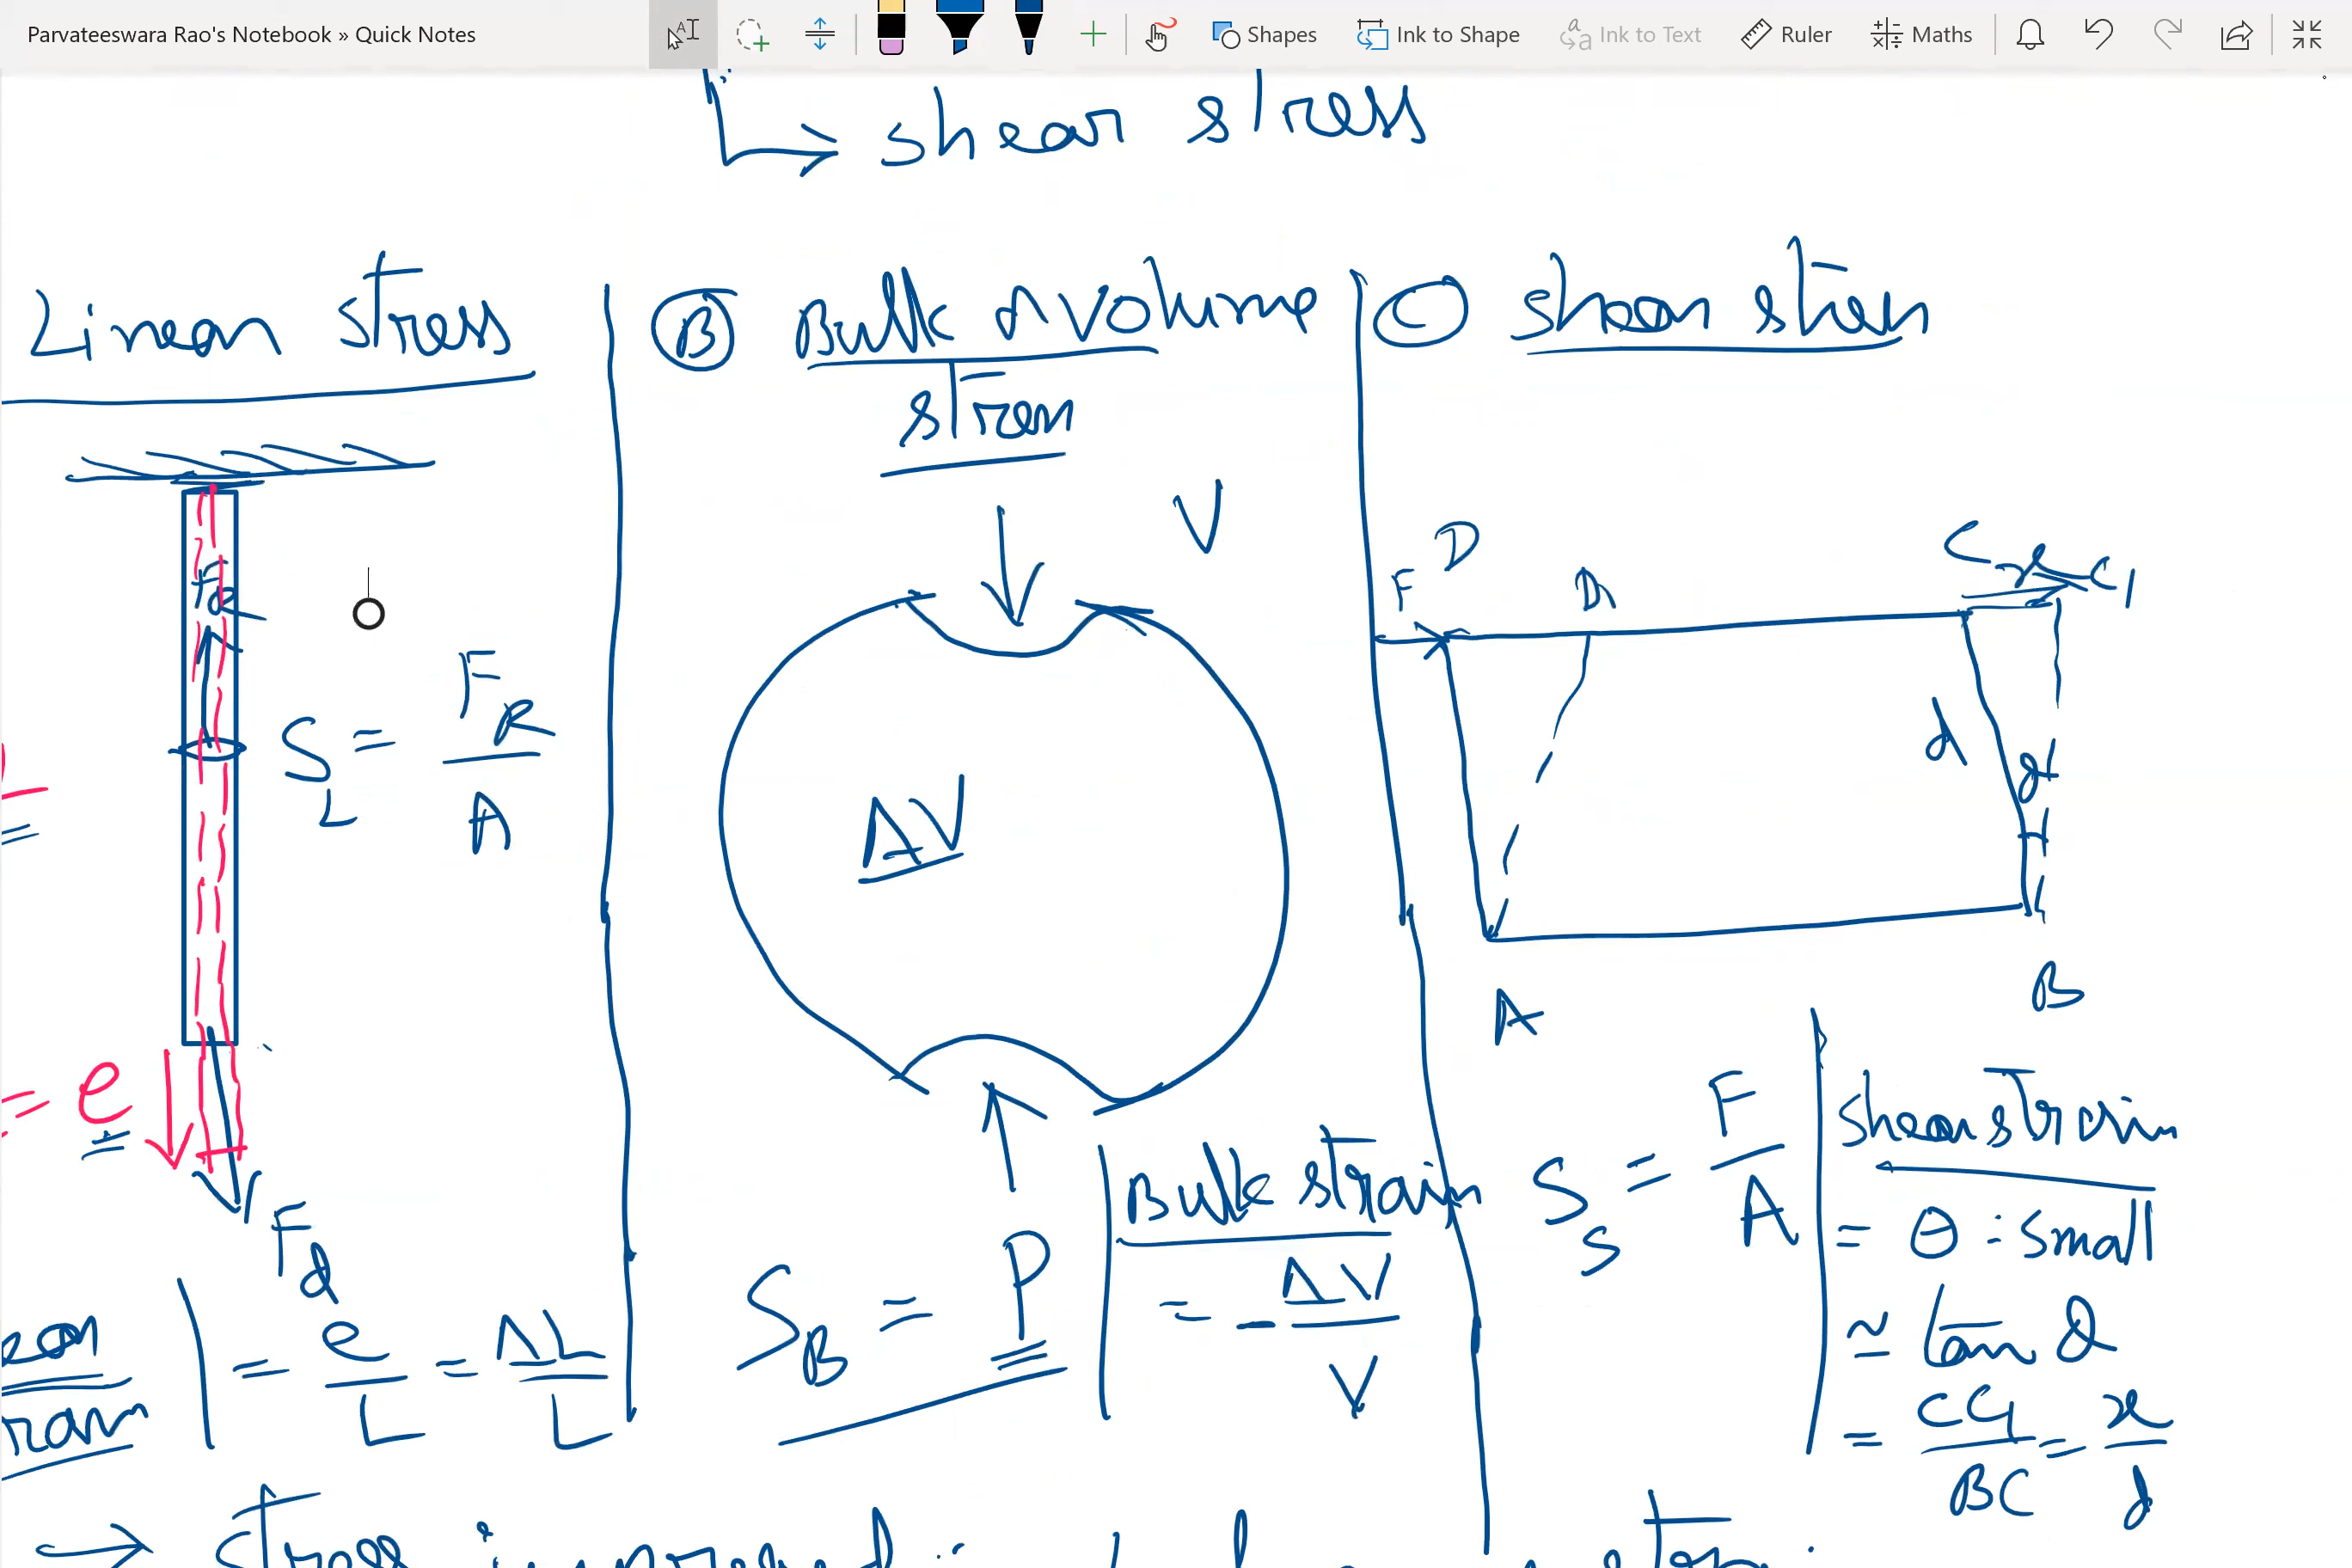 Parvateeswara Rao's Notebook » Quick Notes
Shapes
Ink to Shape
Ink to Text
Ruler
Maths
shear stress
Linear stress
B Bulk or volume
stress
C Shear stress
F_R
S_L = F_R / A
= e
F_d
= e / L = ΔL / L
V
ΔV
S_B = P
Bulk strain
= - ΔV / V
F D D₁ C x C₁
d
θ
A B
S_S = F / A
Shear strain
= θ : small
≃ tan θ
= CC₁ / BC = x / d